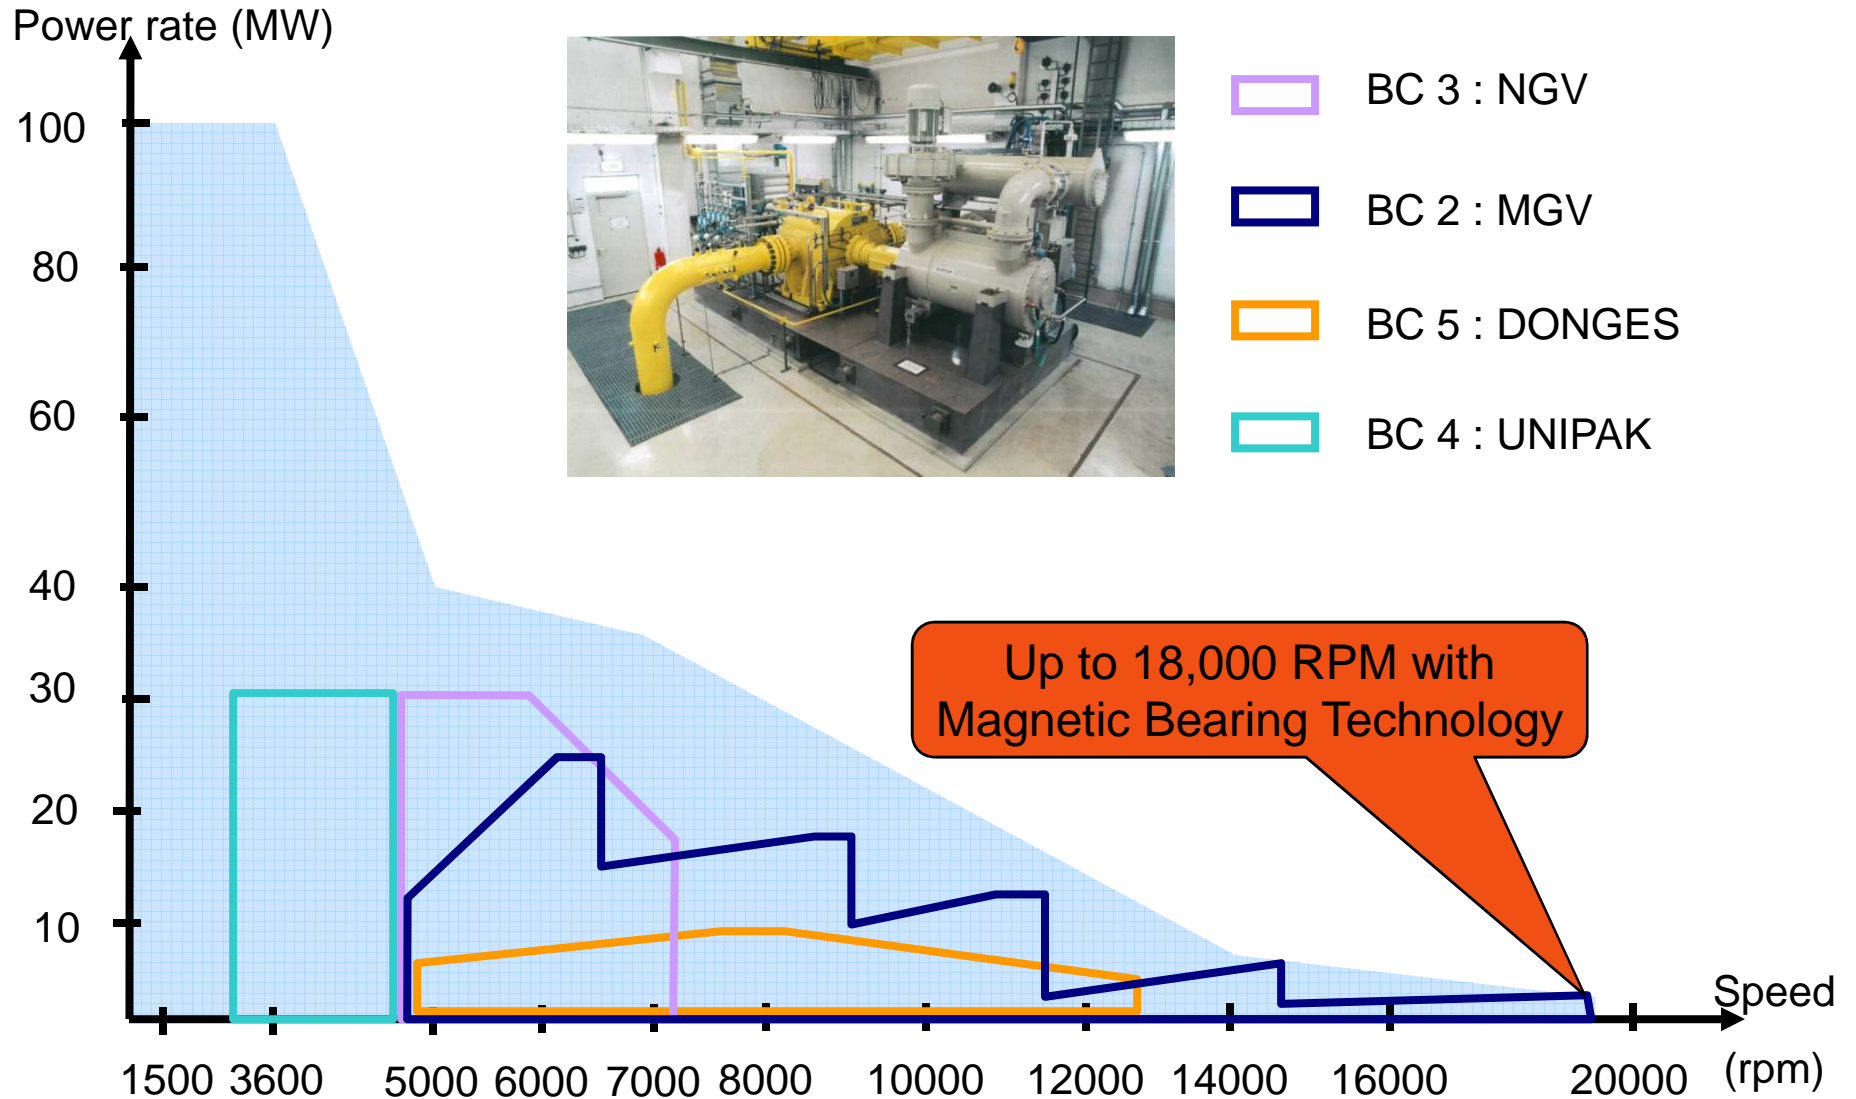 Power rate (MW)
100
80
60
40
30
20
10
BC 3 : NGV
BC 2 : MGV
BC 5 : DONGES
BC 4 : UNIPAK
Up to 18,000 RPM with
Magnetic Bearing Technology
Speed
(rpm)
1500 3600 5000 6000 7000 8000 10000 12000 14000 16000 20000